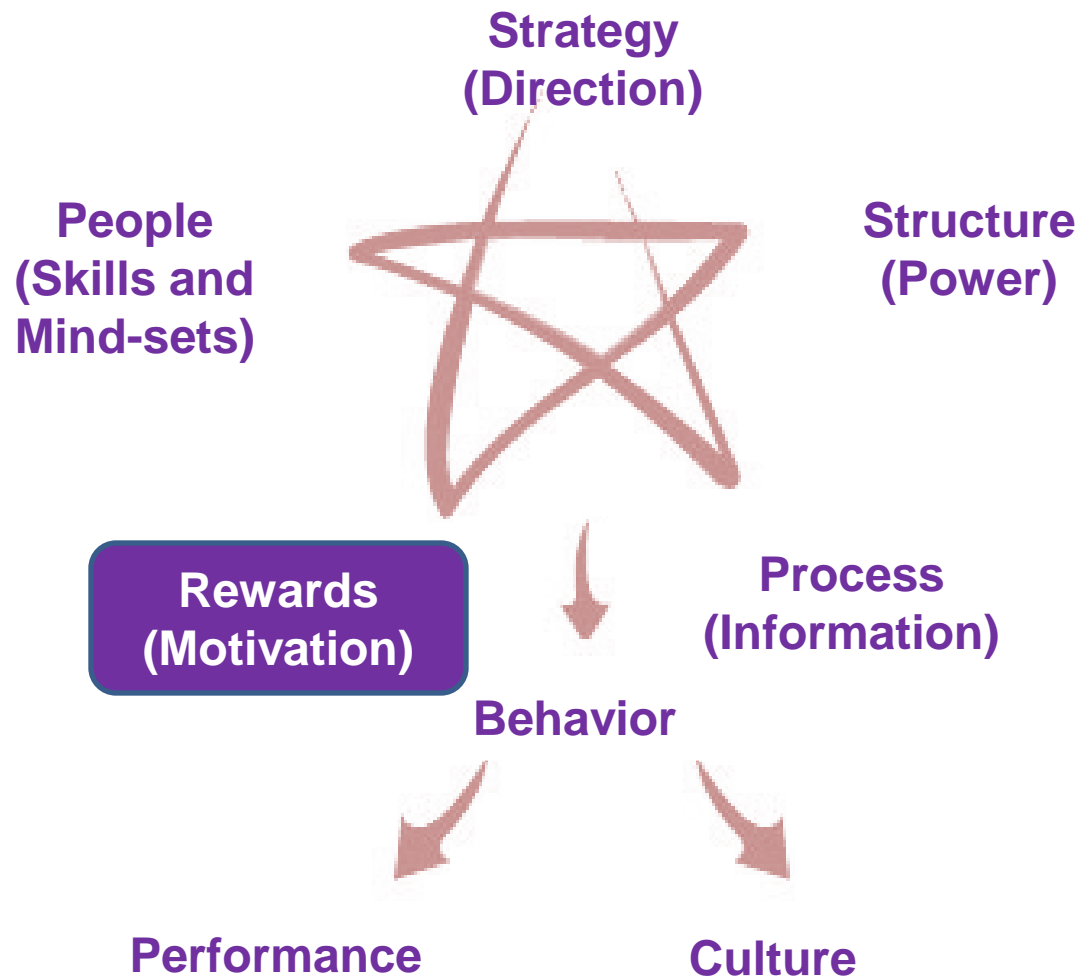 Strategy
(Direction)
People
(Skills and
Mind-sets)
Structure
(Power)
Rewards
(Motivation)
Process
(Information)
Behavior
Performance
Culture